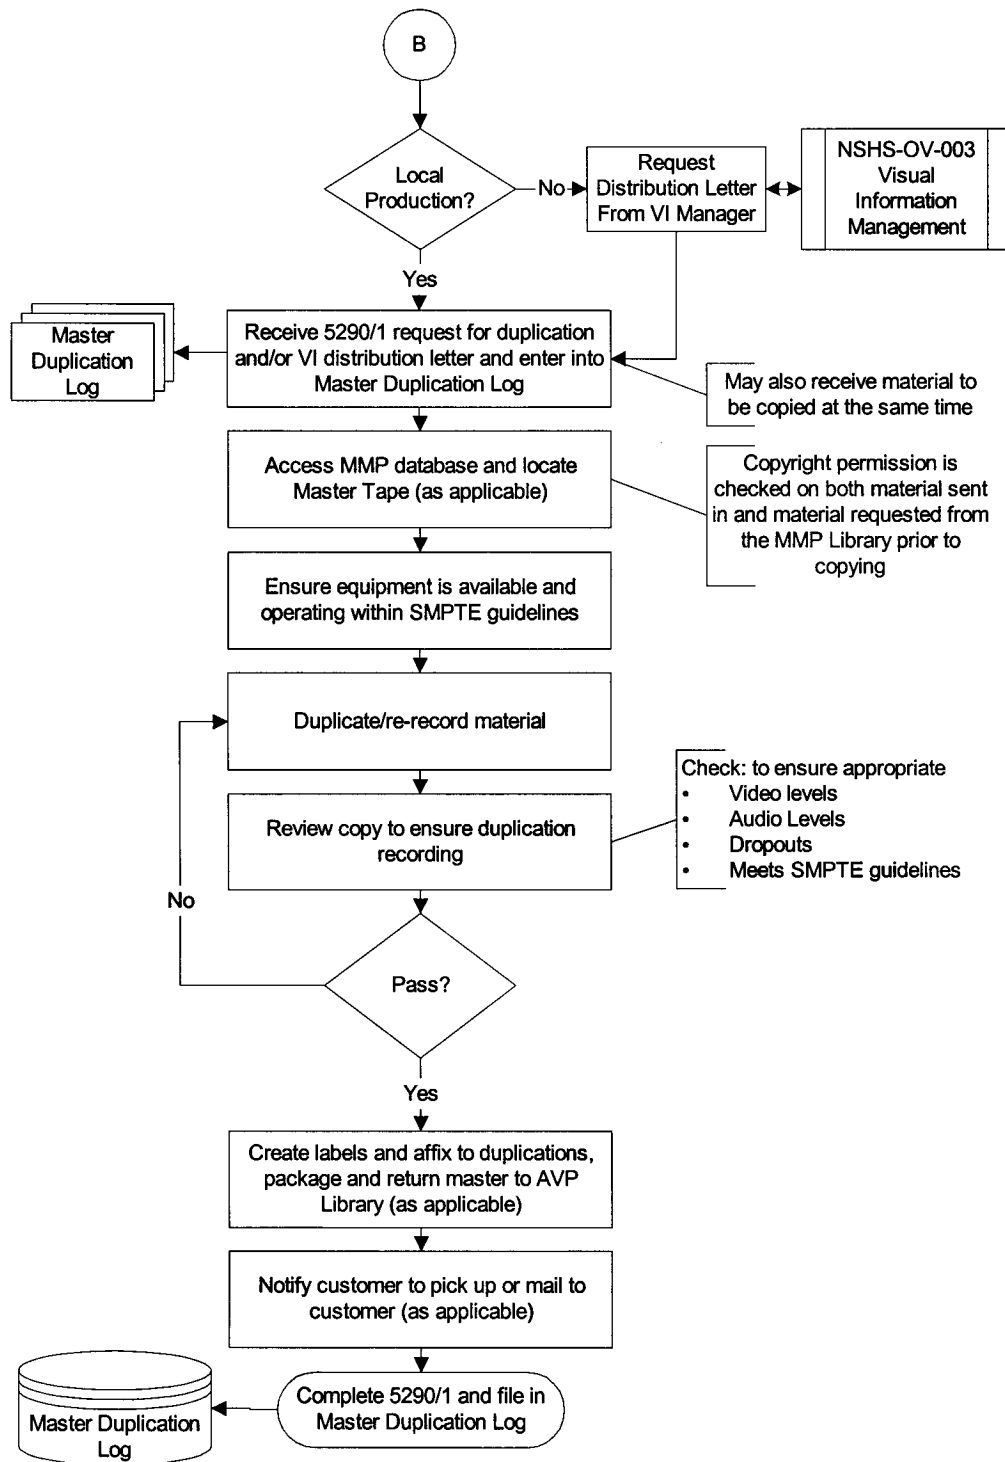 B
Local
Production?
No
Request
Distribution Letter
From VI Manager
NSHS-OV-003
Visual
Information
Management
Yes
Master
Duplication
Log
Receive 5290/1 request for duplication
and/or VI distribution letter and enter into
Master Duplication Log
May also receive material to
be copied at the same time
Access MMP database and locate
Master Tape (as applicable)
Copyright permission is
checked on both material sent
in and material requested from
the MMP Library prior to
copying
Ensure equipment is available and
operating within SMPTE guidelines
Duplicate/re-record material
Review copy to ensure duplication
recording
Check: to ensure appropriate
• Video levels
• Audio Levels
• Dropouts
• Meets SMPTE guidelines
No
Pass?
Yes
Create labels and affix to duplications,
package and return master to AVP
Library (as applicable)
Notify customer to pick up or mail to
customer (as applicable)
Complete 5290/1 and file in
Master Duplication Log
Master Duplication
Log